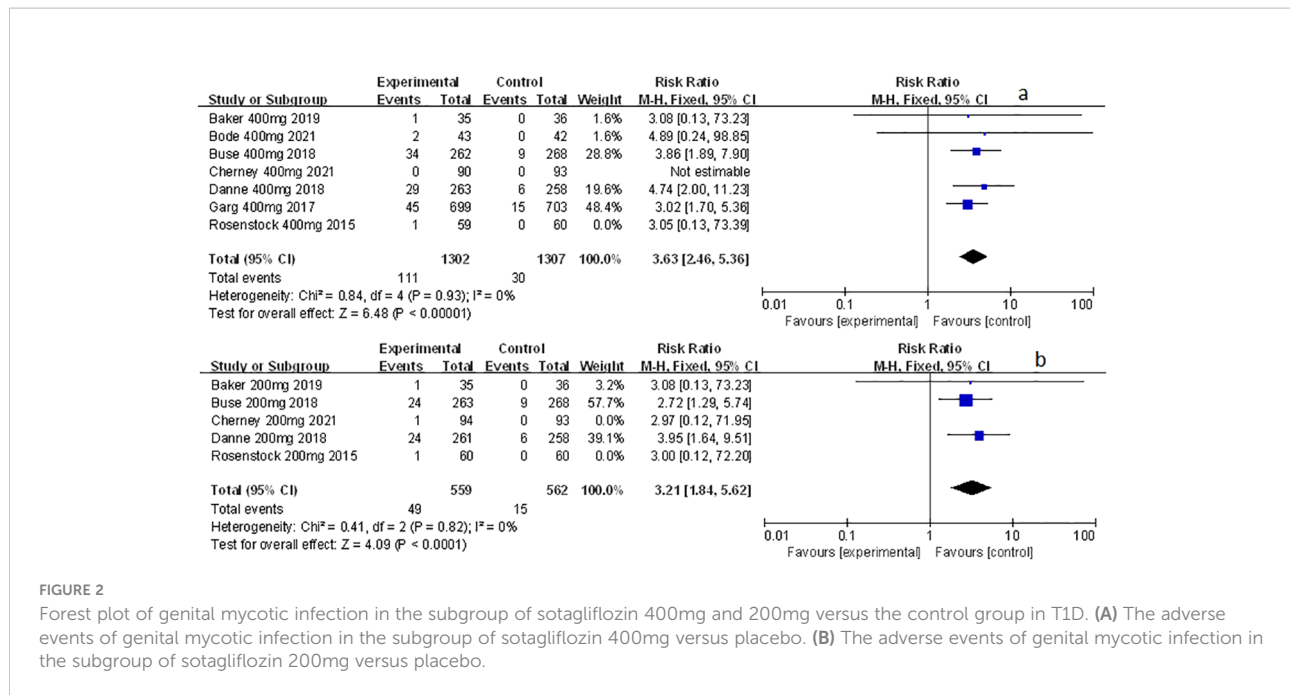 Experimental Control Risk Ratio Risk Ratio
Study or Subgroup Events Total Events Total Weight M-H, Fixed, 95% CI M-H, Fixed, 95% CI a
Baker 400mg 2019 1 35 0 36 1.6% 3.08 [0.13, 73.23]
Bode 400mg 2021 2 43 0 42 1.6% 4.89 [0.24, 98.85]
Buse 400mg 2018 34 262 9 268 28.8% 3.86 [1.89, 7.90]
Cherney 400mg 2021 0 90 0 93 Not estimable
Danne 400mg 2018 29 263 6 258 19.6% 4.74 [2.00, 11.23]
Garg 400mg 2017 45 699 15 703 48.4% 3.02 [1.70, 5.36]
Rosenstock 400mg 2015 1 59 0 60 0.0% 3.05 [0.13, 73.39]
Total (95% CI) 1302 1307 100.0% 3.63 [2.46, 5.36]
Total events 111 30
Heterogeneity: Chi² = 0.84, df = 4 (P = 0.93); I² = 0%
Test for overall effect: Z = 6.48 (P < 0.00001)
0.01 0.1 1 10 100
Favours [experimental] Favours [control]
Experimental Control Risk Ratio Risk Ratio
Study or Subgroup Events Total Events Total Weight M-H, Fixed, 95% CI M-H, Fixed, 95% CI b
Baker 200mg 2019 1 35 0 36 3.2% 3.08 [0.13, 73.23]
Buse 200mg 2018 24 263 9 268 57.7% 2.72 [1.29, 5.74]
Cherney 200mg 2021 1 94 0 93 0.0% 2.97 [0.12, 71.95]
Danne 200mg 2018 24 261 6 258 39.1% 3.95 [1.64, 9.51]
Rosenstock 200mg 2015 1 60 0 60 0.0% 3.00 [0.12, 72.20]
Total (95% CI) 559 562 100.0% 3.21 [1.84, 5.62]
Total events 49 15
Heterogeneity: Chi² = 0.41, df = 2 (P = 0.82); I² = 0%
Test for overall effect: Z = 4.09 (P < 0.0001)
0.01 0.1 1 10 100
Favours [experimental] Favours [control]
FIGURE 2
Forest plot of genital mycotic infection in the subgroup of sotagliflozin 400mg and 200mg versus the control group in T1D. (A) The adverse
events of genital mycotic infection in the subgroup of sotagliflozin 400mg versus placebo. (B) The adverse events of genital mycotic infection in
the subgroup of sotagliflozin 200mg versus placebo.